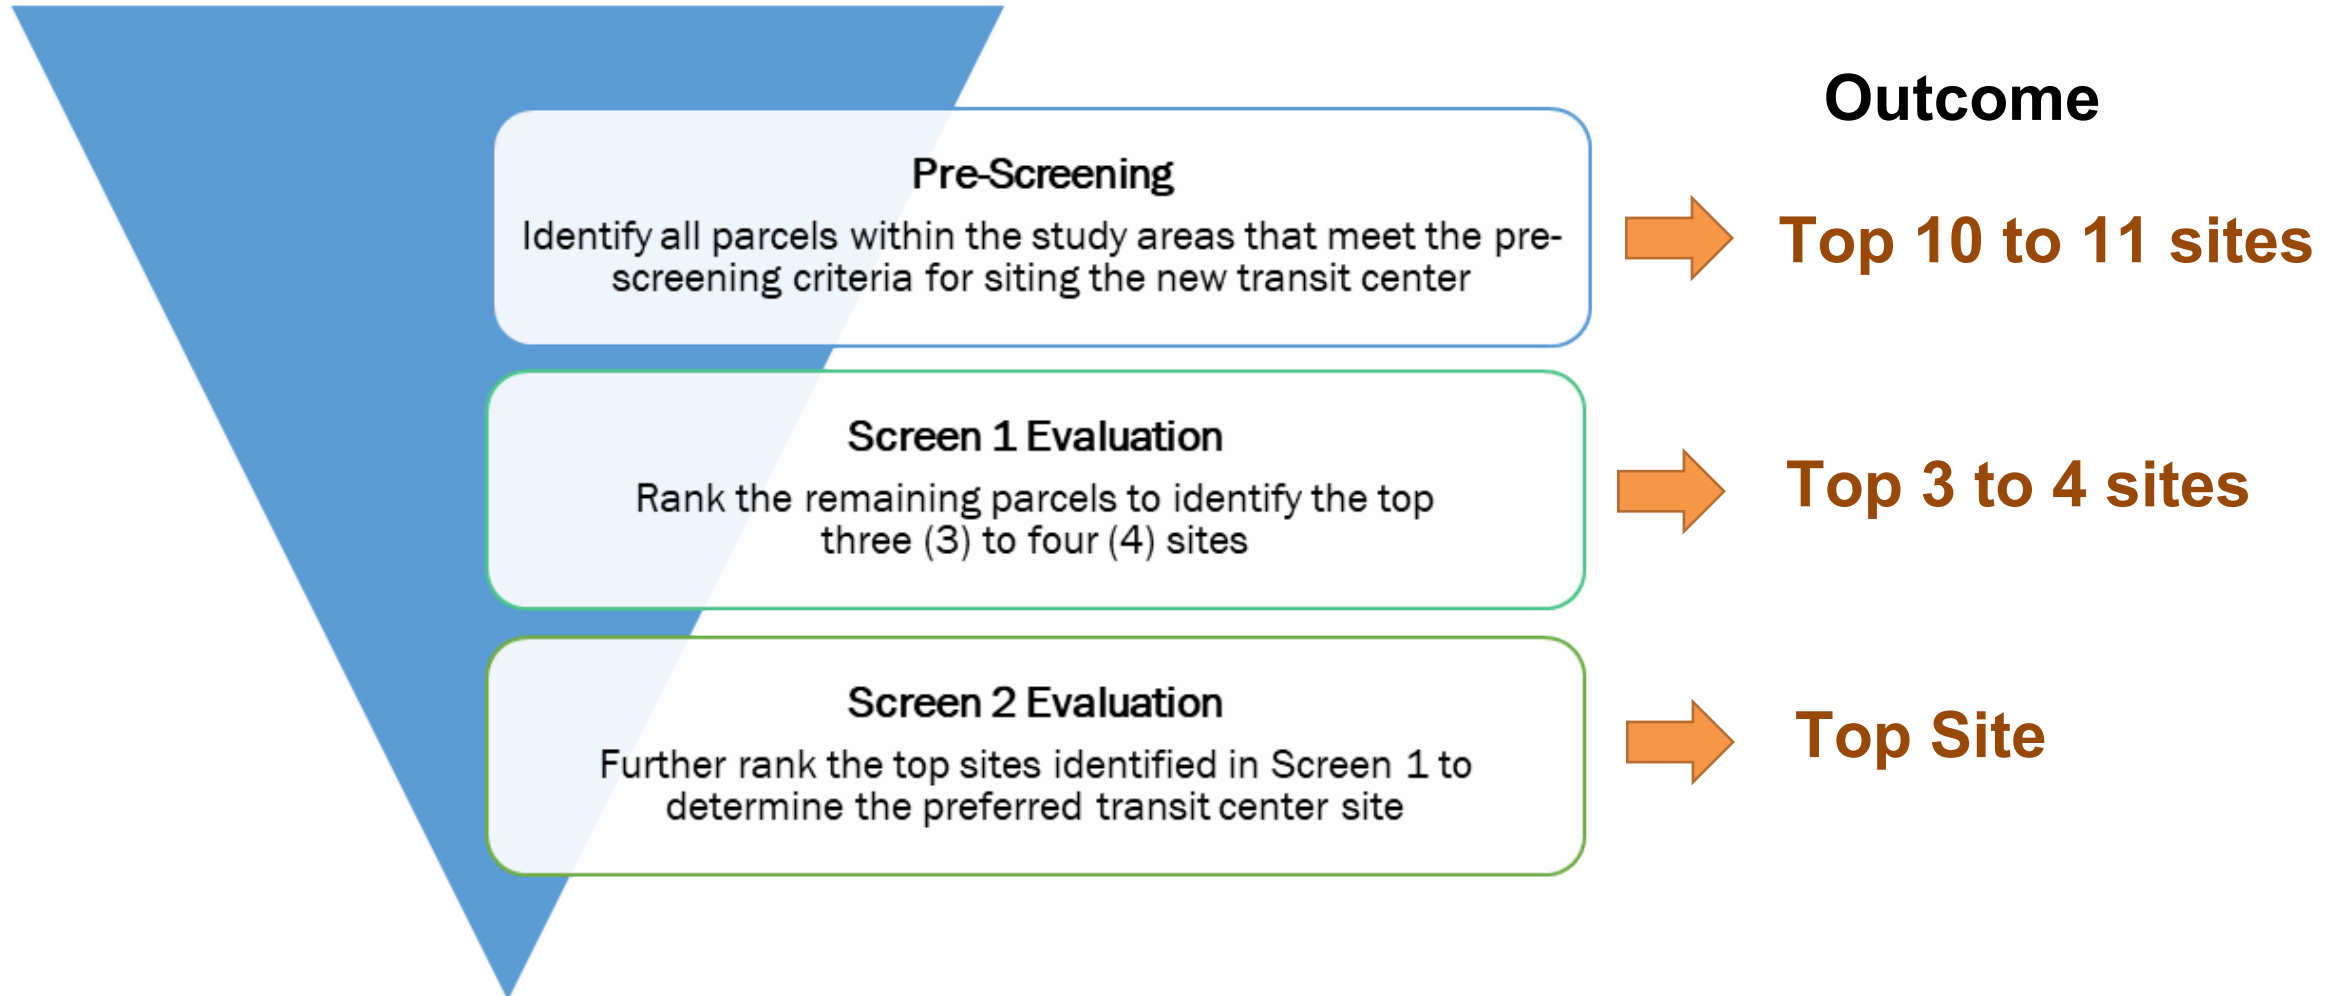 Outcome
Pre-Screening
Identify all parcels within the study areas that meet the pre-
screening criteria for siting the new transit center
Top 10 to 11 sites
Screen 1 Evaluation
Rank the remaining parcels to identify the top
three (3) to four (4) sites
Top 3 to 4 sites
Screen 2 Evaluation
Further rank the top sites identified in Screen 1 to
determine the preferred transit center site
Top Site